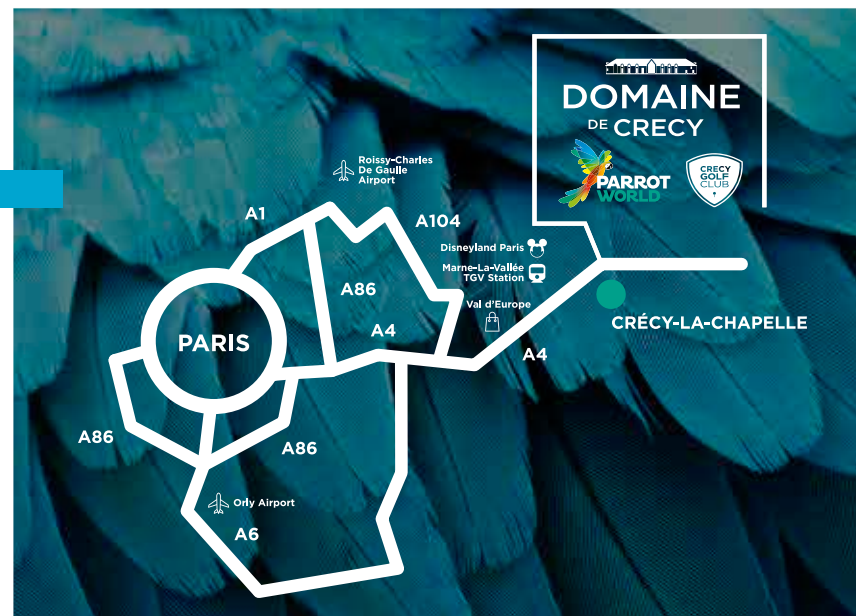 DOMAINE
DE CRECY
PARROT
WORLD
CRECY
GOLF
CLUB
Roissy-Charles
De Gaulle
Airport
A1
A104
Disneyland Paris
Marne-La-Vallée
TGV Station
A86
Val d'Europe
A4
CRÉCY-LA-CHAPELLE
PARIS
A4
A86
A86
Orly Airport
A6